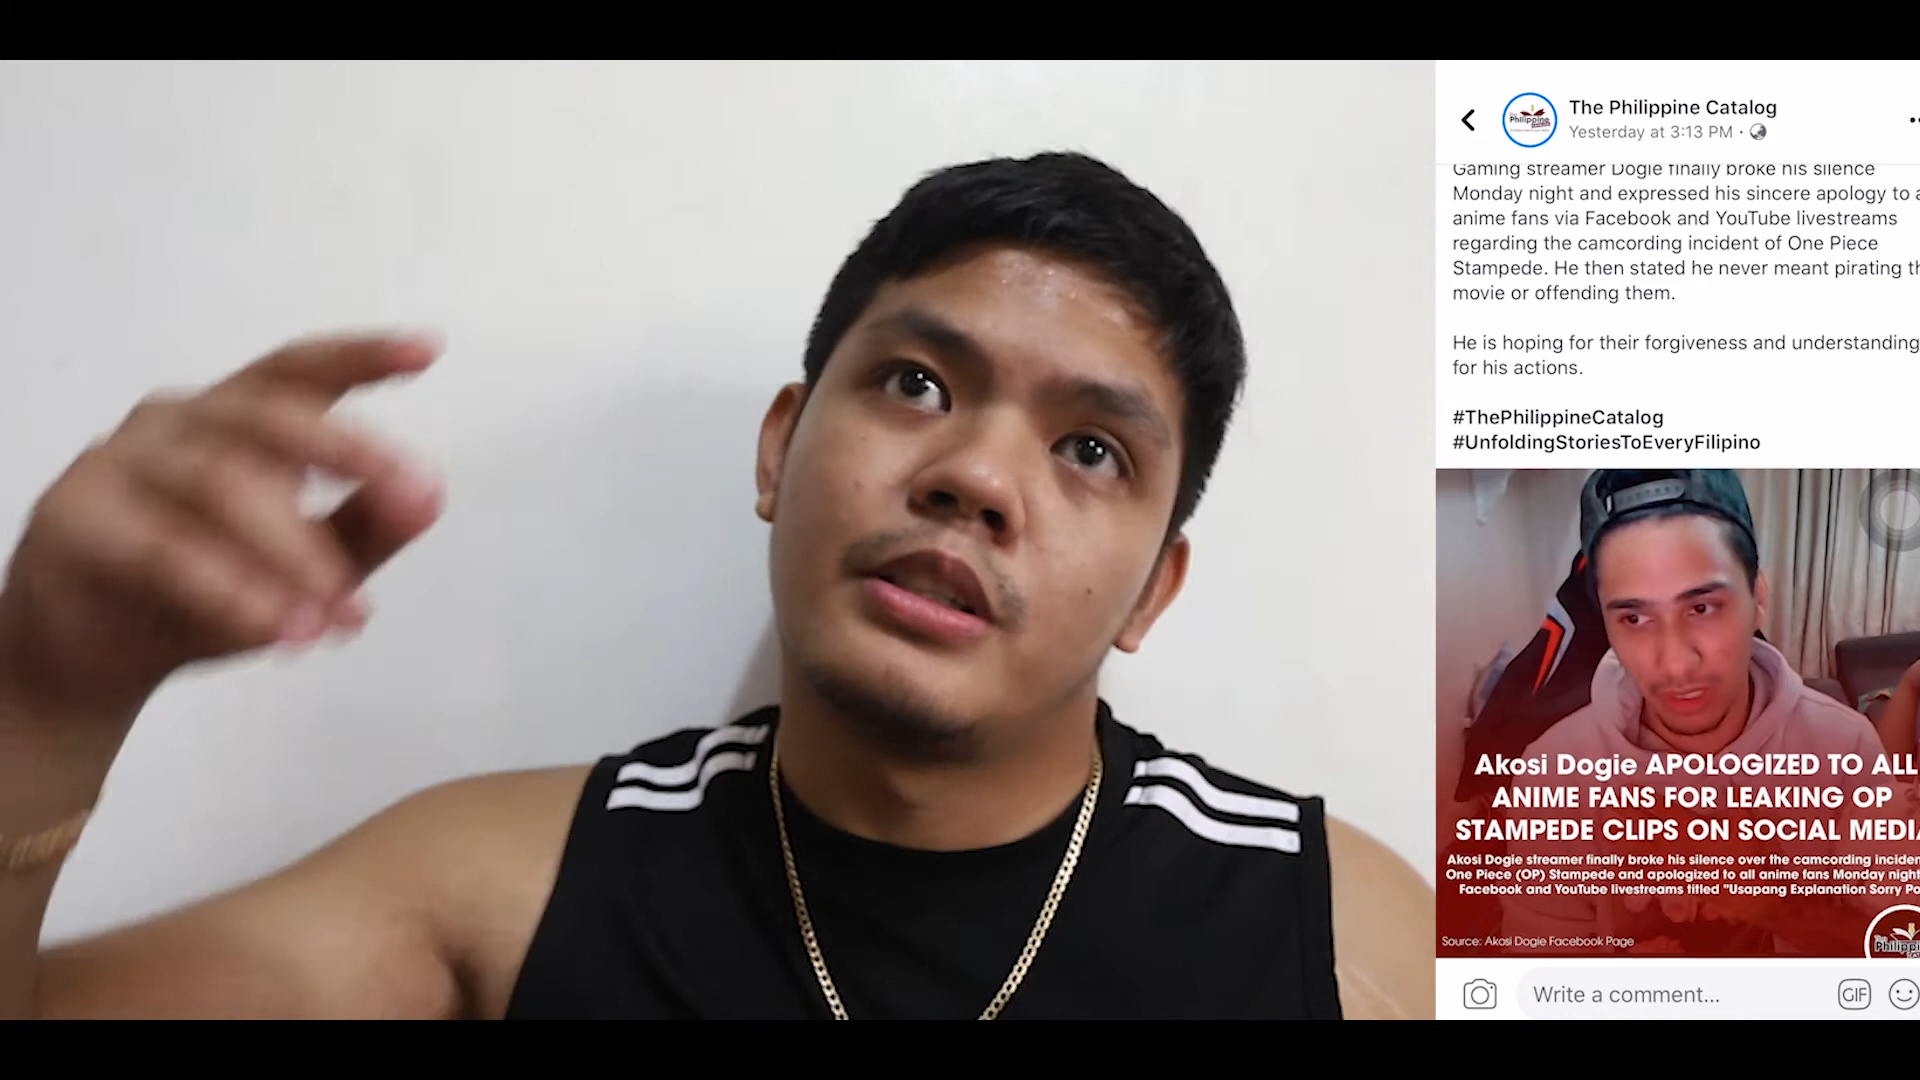 The Philippine Catalog
Yesterday at 3:13 PM ·
Gaming streamer Dogie finally broke his silence
Monday night and expressed his sincere apology to
anime fans via Facebook and YouTube livestreams
regarding the camcording incident of One Piece
Stampede. He then stated he never meant pirating
movie or offending them.
He is hoping for their forgiveness and understanding
for his actions.
#ThePhilippineCatalog
#UnfoldingStoriesToEveryFilipino
Akosi Dogie APOLOGIZED TO ALL
ANIME FANS FOR LEAKING OP
STAMPEDE CLIPS ON SOCIAL
Akosi Dogie streamer finally broke his silence over the camcording
One Piece (OP) Stampede and apologized to all anime fans Monday night
Facebook and YouTube livestreams titled "Usapang Explanation Sorry
Source: Akosi Dogie Facebook Page
Write a comment...
GIF